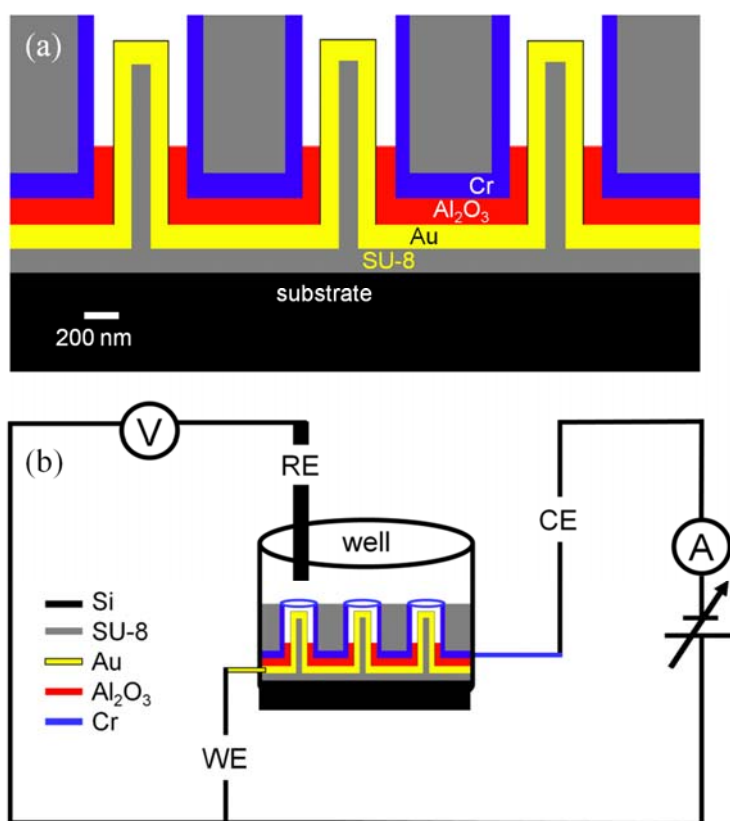 (a)
Cr
Al₂O₃
Au
SU-8
substrate
200 nm
(b)
V
RE
well
CE
A
Si
SU-8
Au
Al₂O₃
Cr
WE